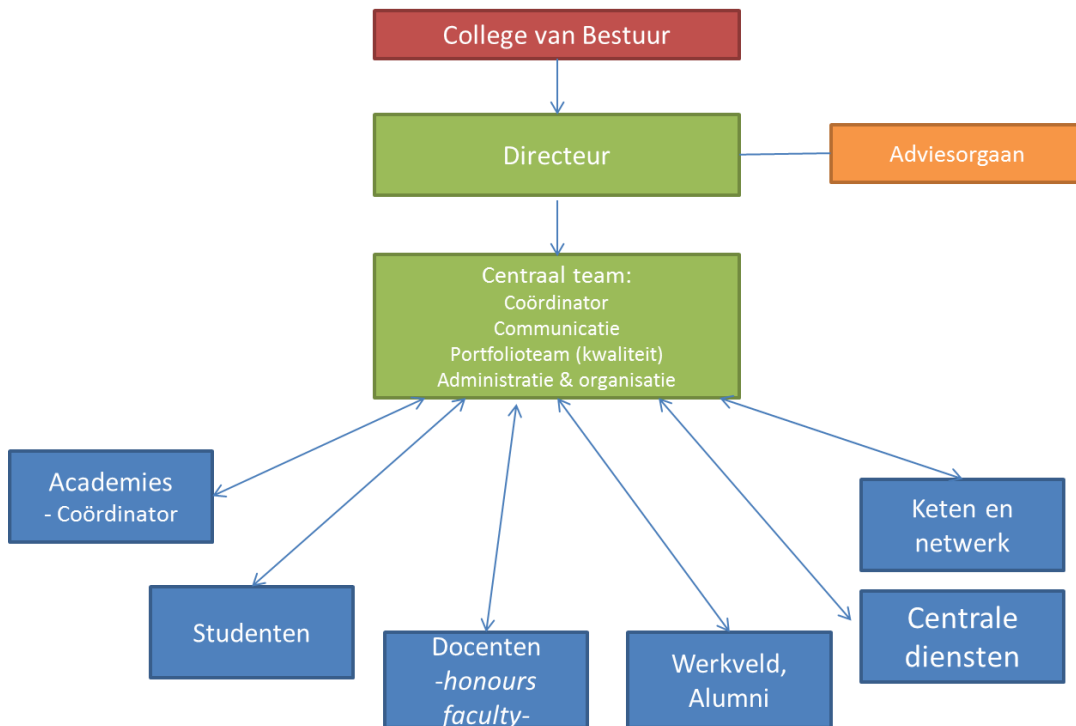 College van Bestuur
Directeur
Adviesorgaan
Centraal team:
Coördinator
Communicatie
Portfolioteam (kwaliteit)
Administratie & organisatie
Academies
- Coördinator
Keten en
netwerk
Studenten
Centrale
diensten
Docenten
-honours
faculty-
Werkveld,
Alumni